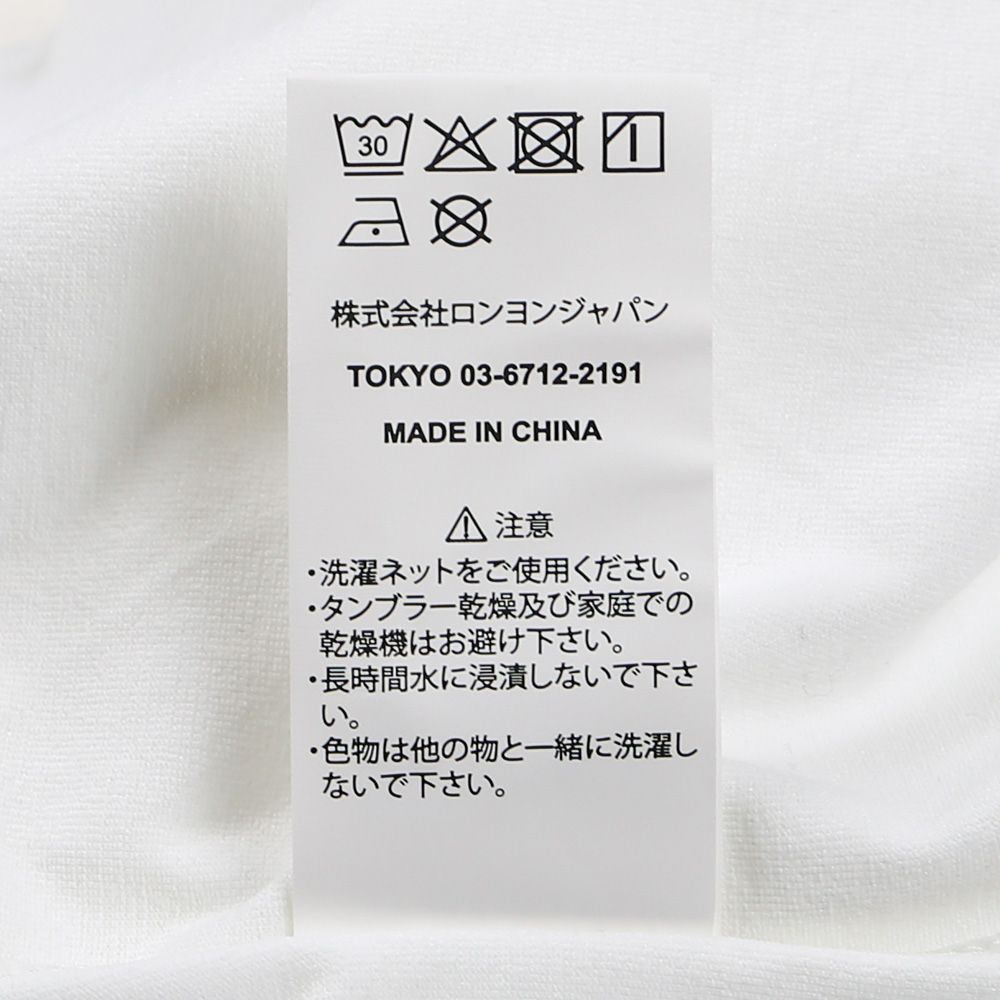 30
株式会社ロンヨンジャパン
TOKYO 03-6712-2191
MADE IN CHINA
注意
・洗濯ネットをご使用ください。
・タンブラー乾燥及び家庭での
乾燥機はお避け下さい。
・長時間水に浸漬しないで下さ
い。
・色物は他の物と一緒に洗濯し
ないで下さい。